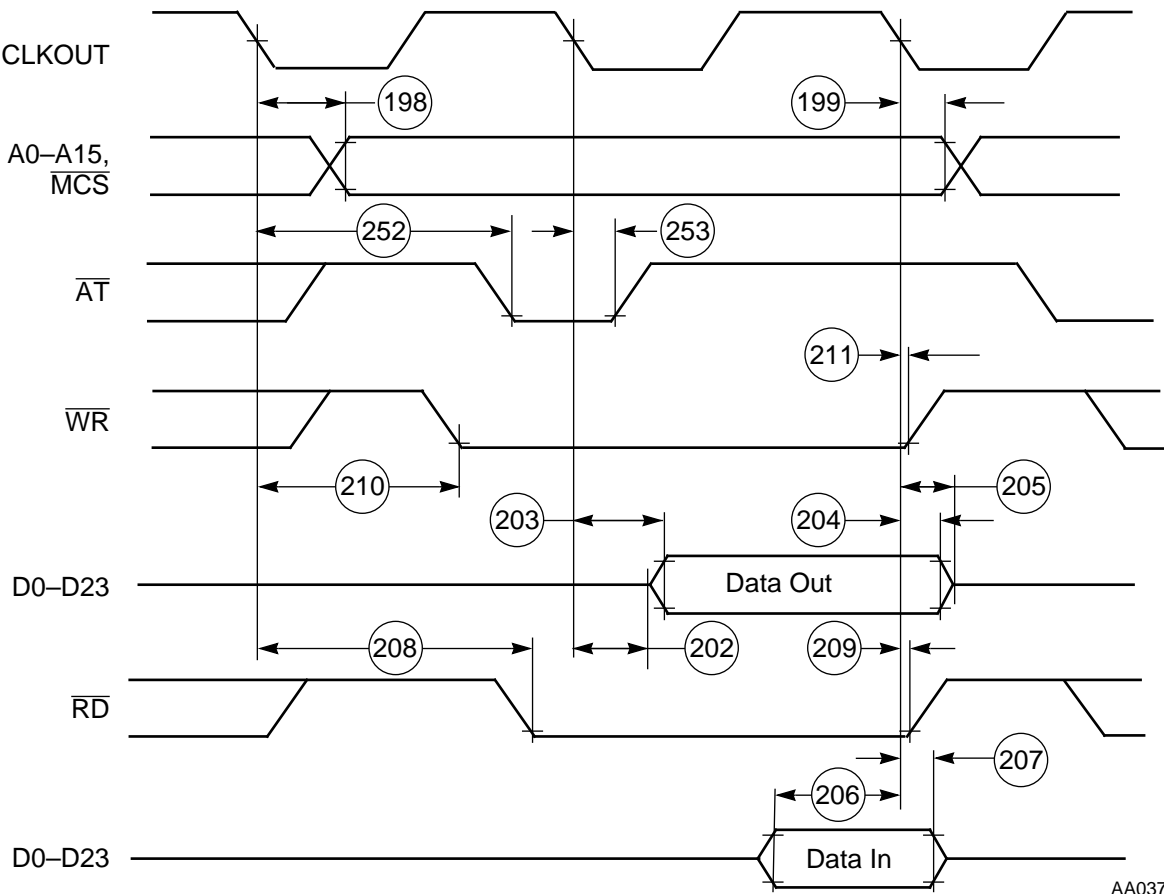 CLKOUT
198
199
A0–A15,
MCS
252
253
AT
211
WR
210
205
203
204
D0–D23
Data Out
208
202
209
RD
207
206
D0–D23
Data In
AA037